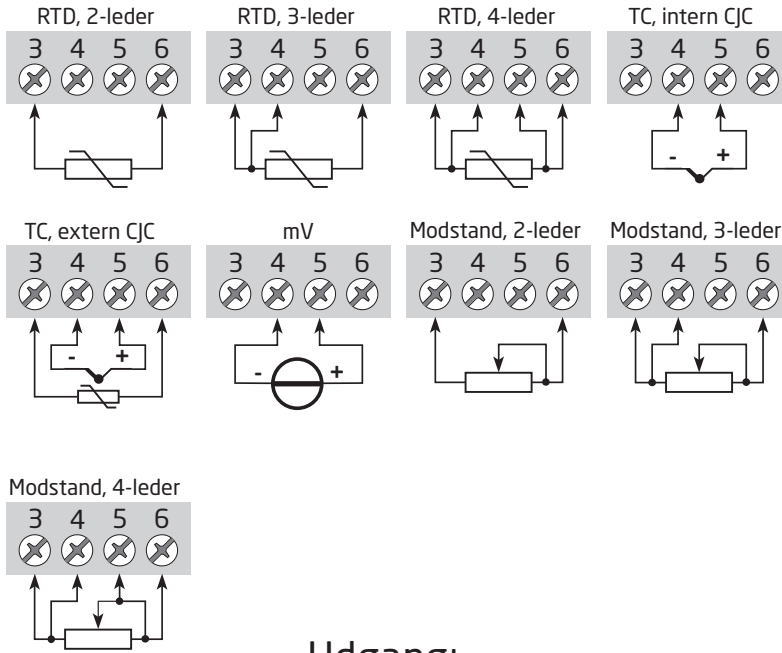 RTD, 2-leder
3 4 5 6
RTD, 3-leder
3 4 5 6
RTD, 4-leder
3 4 5 6
TC, intern CJC
3 4 5 6
- +
TC, extern CJC
3 4 5 6
- +
mV
3 4 5 6
- +
Modstand, 2-leder
3 4 5 6
Modstand, 3-leder
3 4 5 6
Modstand, 4-leder
3 4 5 6
Udgang: